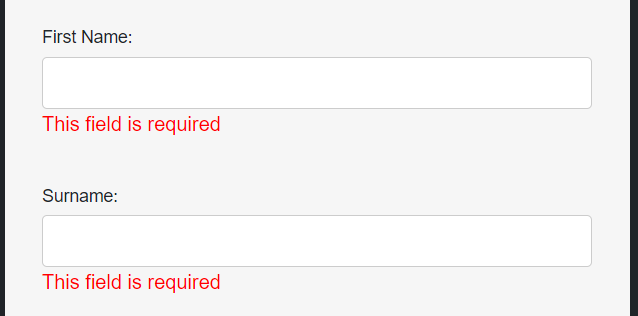 First Name:
This field is required
Surname:
This field is required